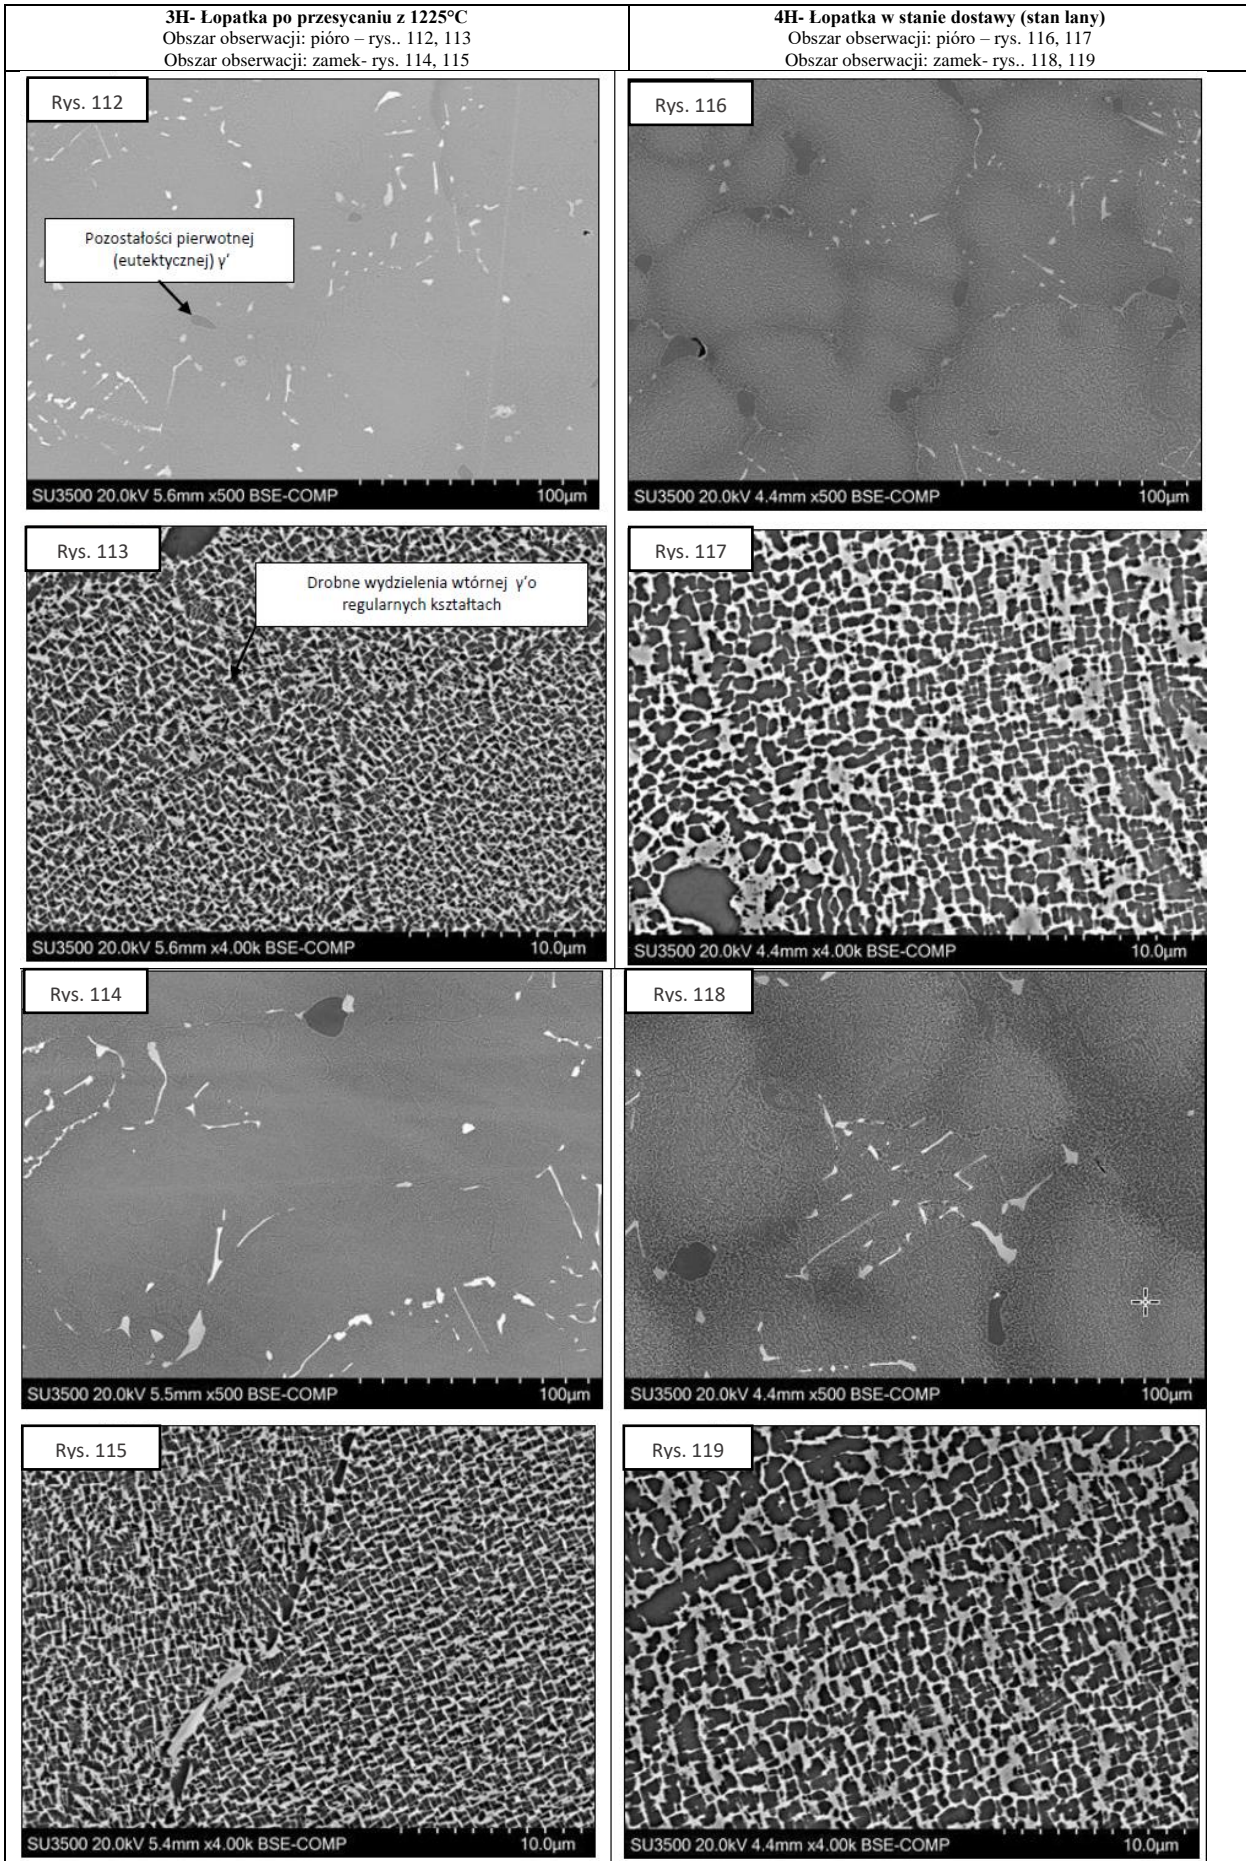 3H- Łopatka po przesycaniu z 1225°C
Obszar obserwacji: pióro – rys.. 112, 113
Obszar obserwacji: zamek- rys. 114, 115
4H- Łopatka w stanie dostawy (stan lany)
Obszar obserwacji: pióro – rys. 116, 117
Obszar obserwacji: zamek- rys.. 118, 119
Rys. 112
Pozostałości pierwotnej
(eutektycznej) γ'
SU3500 20.0kV 5.6mm x500 BSE-COMP 100µm
Rys. 116
SU3500 20.0kV 4.4mm x500 BSE-COMP 100µm
Rys. 113
Drobne wydzielenia wtórnej γ'o
regularnych kształtach
SU3500 20.0kV 5.6mm x4.00k BSE-COMP 10.0µm
Rys. 117
SU3500 20.0kV 4.4mm x4.00k BSE-COMP 10.0µm
Rys. 114
SU3500 20.0kV 5.5mm x500 BSE-COMP 100µm
Rys. 118
SU3500 20.0kV 4.4mm x500 BSE-COMP 100µm
Rys. 115
SU3500 20.0kV 5.4mm x4.00k BSE-COMP 10.0µm
Rys. 119
SU3500 20.0kV 4.4mm x4.00k BSE-COMP 10.0µm